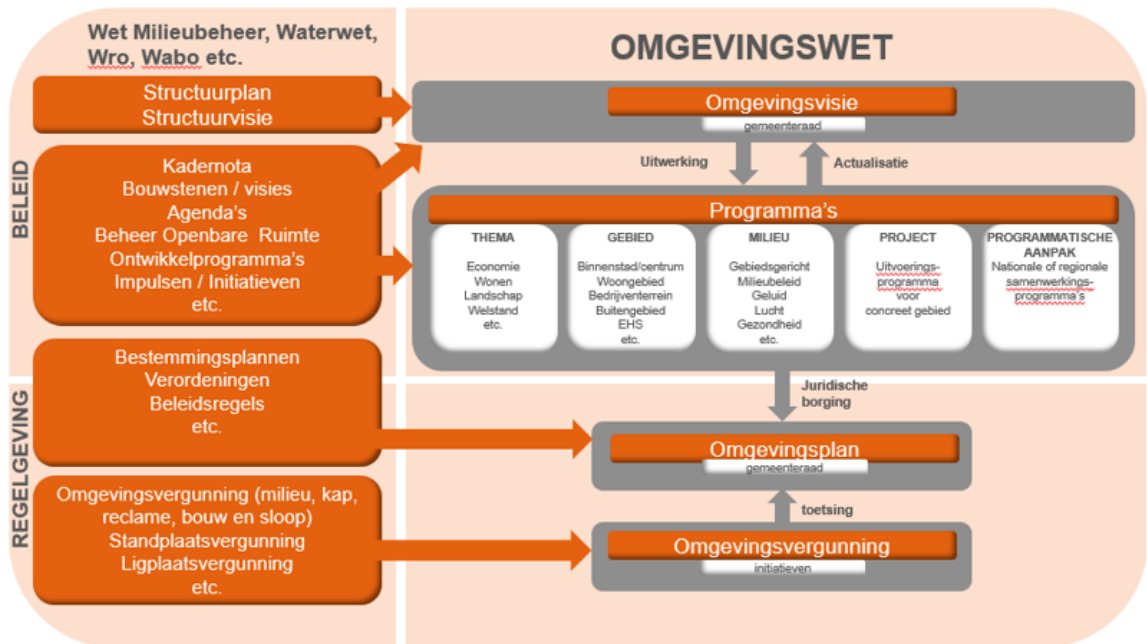 Wet Milieubeheer, Waterwet,
Wro, Wabo etc.
OMGEVINGSWET
BELEID
Structuurplan
Structuurvisie
Omgevingsvisie
gemeenteraad
Uitwerking
Actualisatie
Kadernota
Bouwstenen / visies
Agenda's
Beheer Openbare Ruimte
Ontwikkelprogramma's
Impulsen / Initiatieven
etc.
Programma's
THEMA
Economie
Wonen
Landschap
Welstand
etc.
GEBIED
Binnenstad/centrum
Woongebied
Bedrijventerrein
Buitengebied
EHS
etc.
MILIEU
Gebiedsgericht
Milieubeleid
Geluid
Lucht
Gezondheid
etc.
PROJECT
Uitvoerings-
programma
voor
concreet gebied
PROGRAMMATISCHE
AANPAK
Nationale of regionale
samenwerkings-
programma's
Bestemmingsplannen
Verordeningen
Beleidsregels
etc.
Juridische
borging
REGELGEVING
Omgevingsplan
gemeenteraad
toetsing
Omgevingsvergunning (milieu, kap,
reclame, bouw en sloop)
Standplaatsvergunning
Ligplaatsvergunning
etc.
Omgevingsvergunning
initiatieven